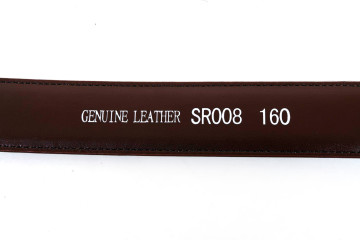 GENUINE LEATHER SR008 160